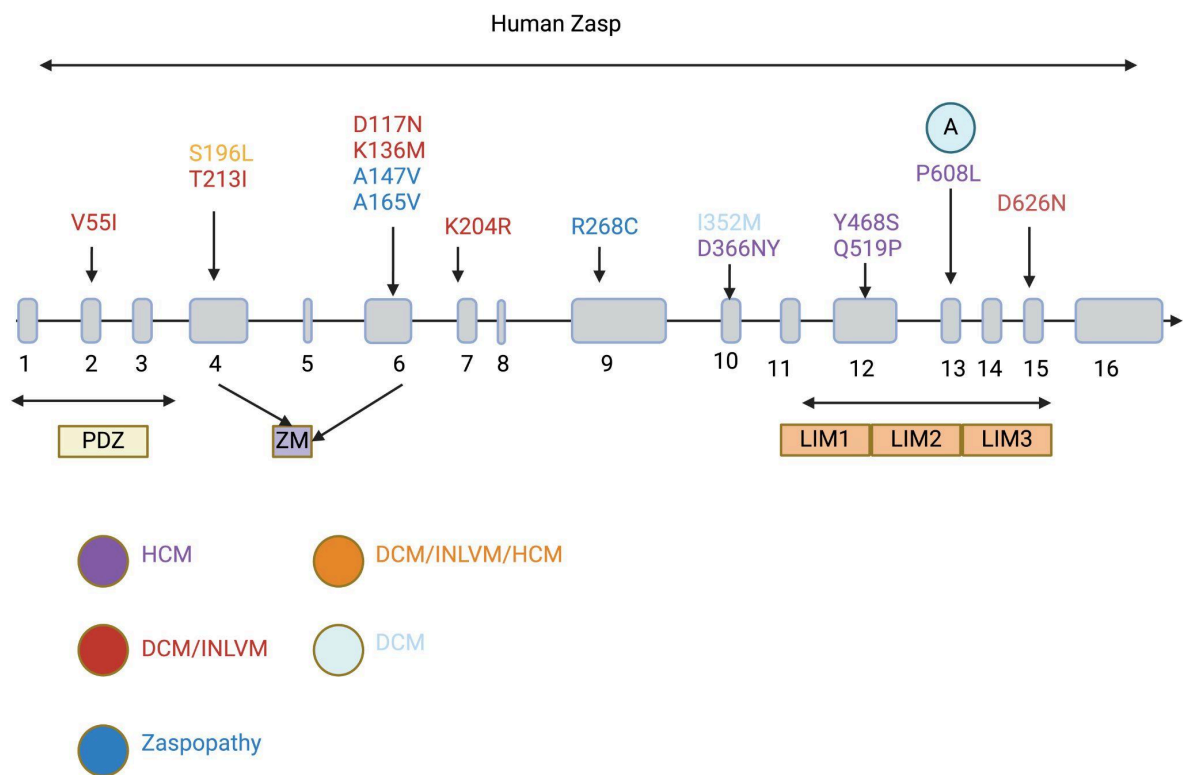 Human Zasp
A
S196L
T213I
D117N
K136M
A147V
A165V
P608L
V55I
K204R
R268C
I352M
D366NY
Y468S
Q519P
D626N
1 2 3 4 5 6 7 8 9 10 11 12 13 14 15 16
PDZ
ZM
LIM1 LIM2 LIM3
HCM
DCM/INLVM/HCM
DCM/INLVM
DCM
Zaspopathy